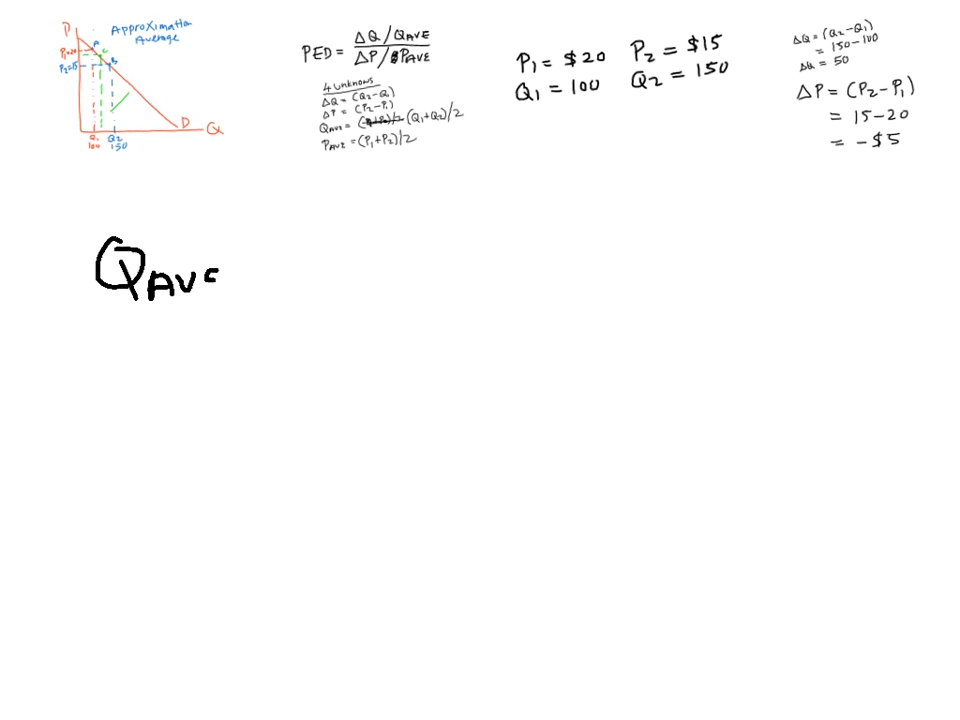 P
Approximation
Average
P1=20
A
C
P2=15
B
D
Q
Q1
100
Q2
150
PED = ΔQ/QAVE
ΔP/PAVE
4 unknowns
ΔQ = (Q2-Q1)
ΔP = (P2-P1)
QAVE = (Q1+Q2)/2
PAVE = (P1+P2)/2
P1 = $20 P2 = $15
Q1 = 100 Q2 = 150
ΔQ = (Q2-Q1)
= 150-100
ΔQ = 50
ΔP = (P2-P1)
= 15-20
= -$5
QAVE